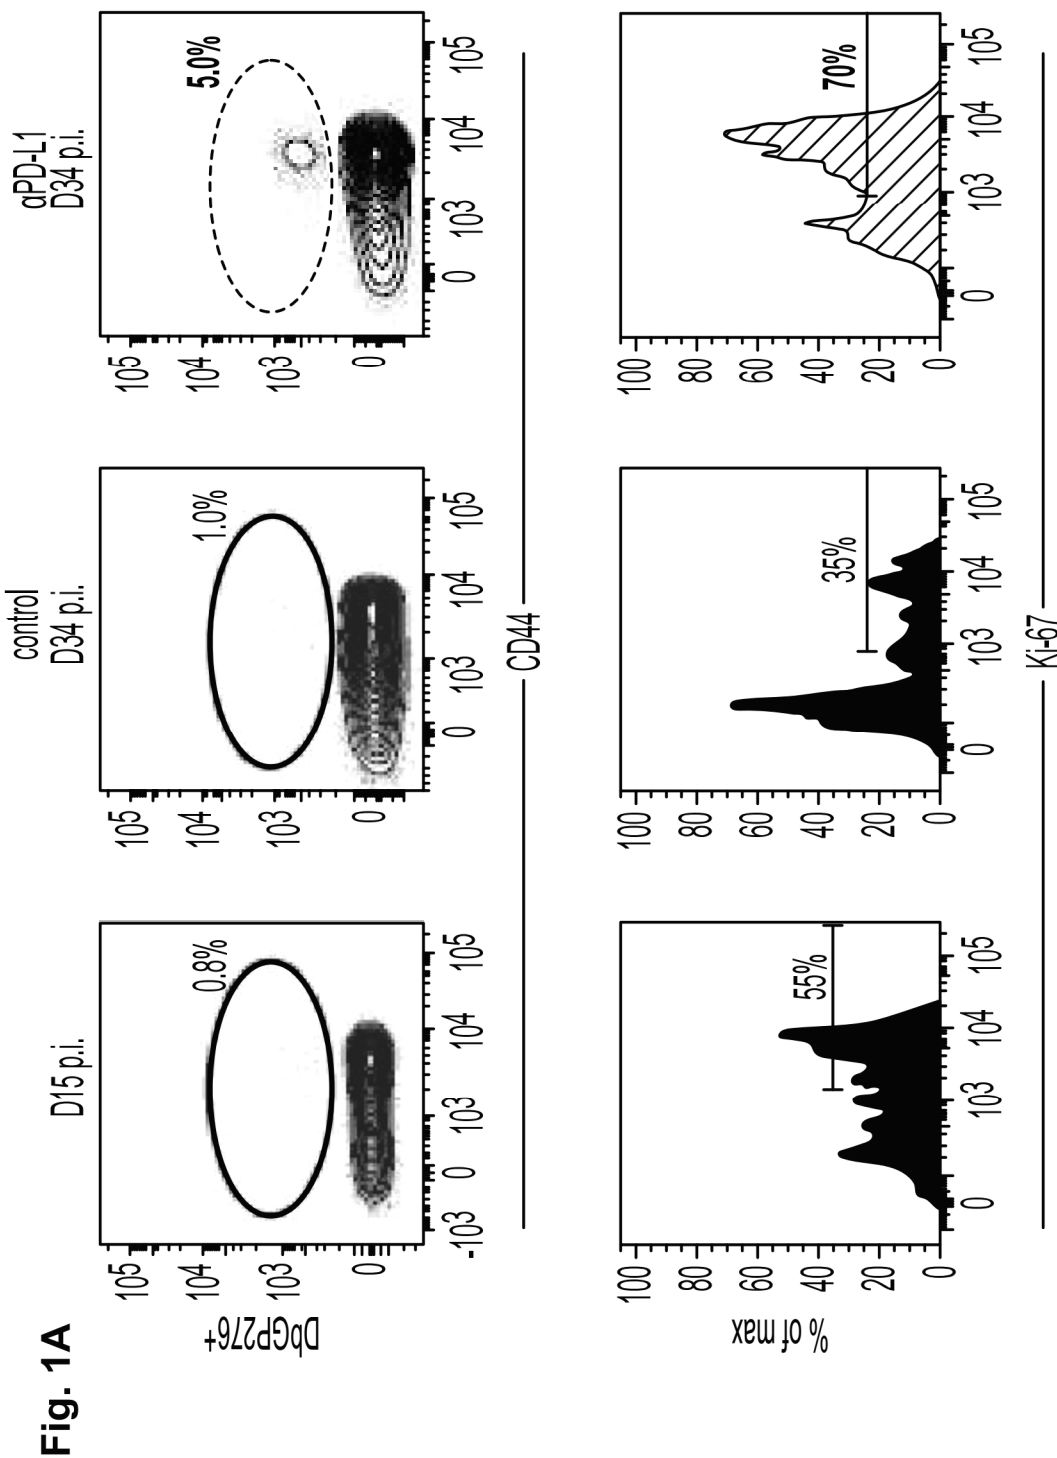 Fig. 1A
DbGP276+
D15 p.i.
10⁵
10⁴
10³
0
0.8%
-10³ 0 10³ 10⁴ 10⁵
control
D34 p.i.
10⁵
10⁴
10³
0
1.0%
0 10³ 10⁴ 10⁵
αPD-L1
D34 p.i.
10⁵
10⁴
10³
0
5.0%
0 10³ 10⁴ 10⁵
CD44
% of max
100
80
60
40
20
0
55%
0 10³ 10⁴ 10⁵
100
80
60
40
20
0
35%
0 10³ 10⁴ 10⁵
100
80
60
40
20
0
70%
0 10³ 10⁴ 10⁵
Ki-67